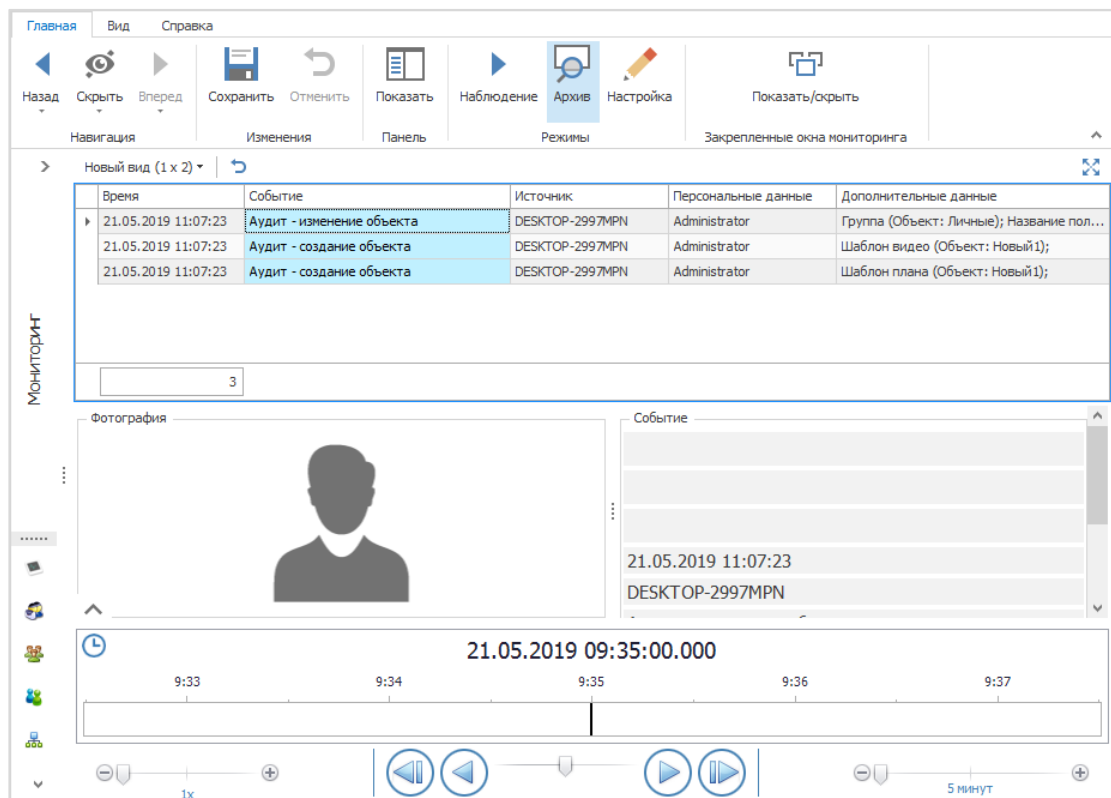 Главная Вид Справка
Назад Скрыть Вперед Сохранить Отменить Показать Наблюдение Архив Настройка Показать/скрыть
Навигация Изменения Панель Режимы Закрепленные окна мониторинга
Новый вид (1 x 2)
Время Событие Источник Персональные данные Дополнительные данные
21.05.2019 11:07:23 Аудит - изменение объекта DESKTOP-2997MPN Administrator Группа (Объект: Личные); Название пол...
21.05.2019 11:07:23 Аудит - создание объекта DESKTOP-2997MPN Administrator Шаблон видео (Объект: Новый1);
21.05.2019 11:07:23 Аудит - создание объекта DESKTOP-2997MPN Administrator Шаблон плана (Объект: Новый1);
3
Мониторинг
Фотография Событие
21.05.2019 11:07:23
DESKTOP-2997MPN
21.05.2019 09:35:00.000
9:33 9:34 9:35 9:36 9:37
1x 5 минут